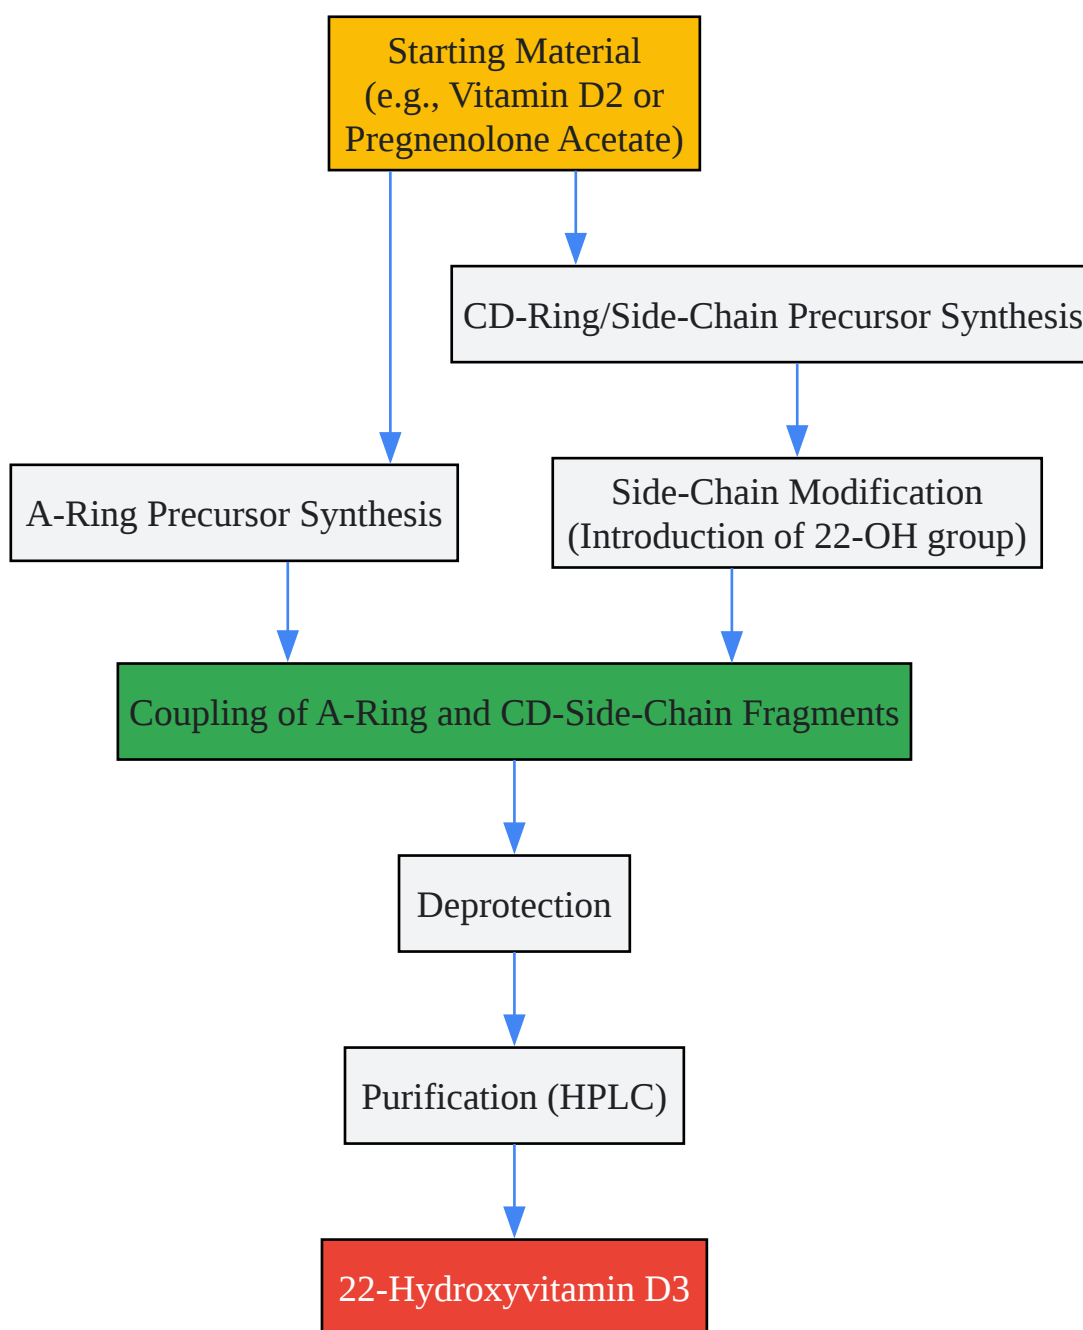 Starting Material
(e.g., Vitamin D2 or
Pregnenolone Acetate)
CD-Ring/Side-Chain Precursor Synthesis
A-Ring Precursor Synthesis
Side-Chain Modification
(Introduction of 22-OH group)
Coupling of A-Ring and CD-Side-Chain Fragments
Deprotection
Purification (HPLC)
22-Hydroxyvitamin D3